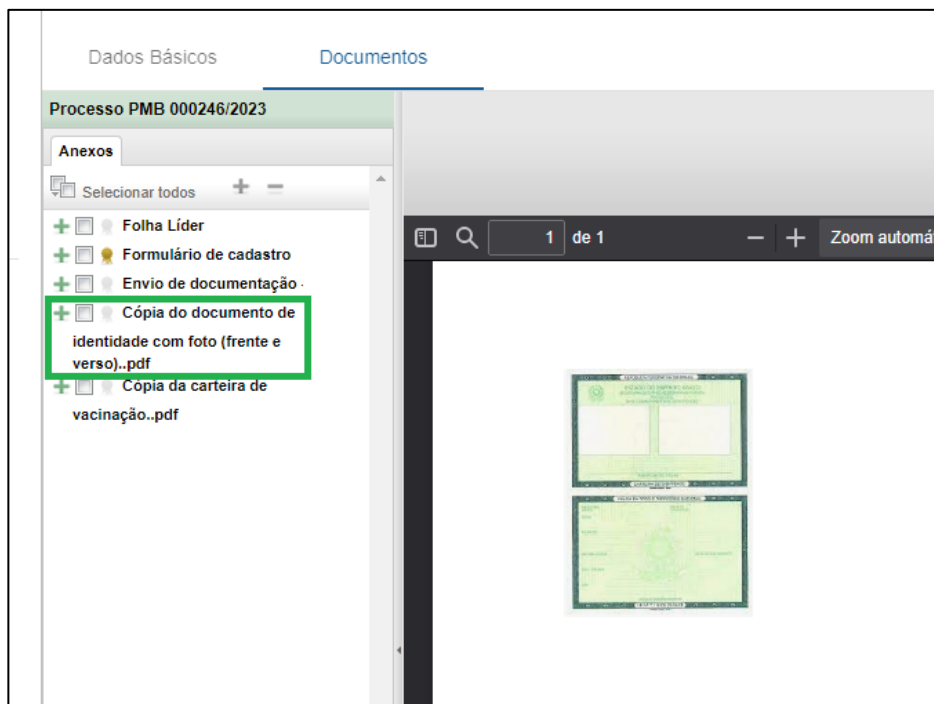 Dados Básicos
Documentos
Processo PMB 000246/2023
Anexos
Selecionar todos
Folha Líder
Formulário de cadastro
Envio de documentação
Cópia do documento de
identidade com foto (frente e
verso)..pdf
Cópia da carteira de
vacinação..pdf
1 de 1
Zoom automá